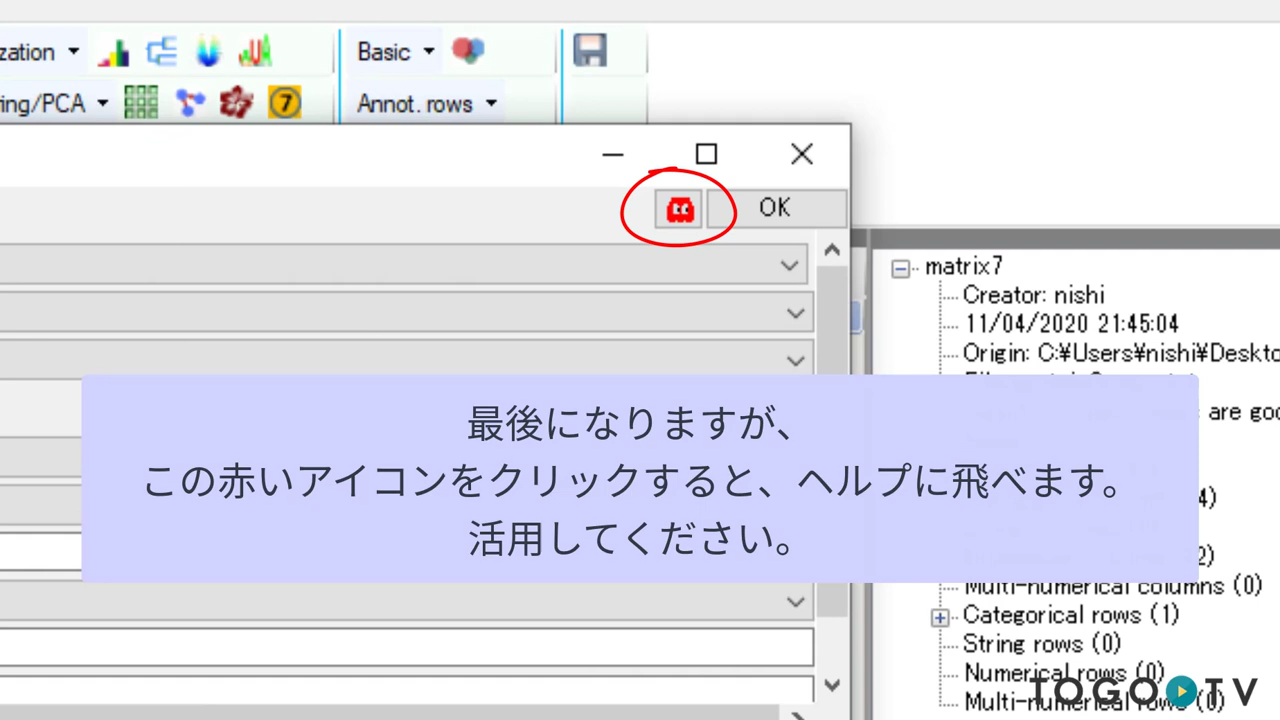 zation
Basic
ing/PCA
7
Annot. rows
OK
matrix7
Creator: nishi
11/04/2020 21:45:04
Origin: C:¥Users¥nishi¥Deskto
are goo
最後になりますが、
この赤いアイコンをクリックすると、ヘルプに飛べます。
活用してください。
4)
2)
Multi-numerical columns (0)
Categorical rows (1)
String rows (0)
Numerical rows (0)
Multi-numerical rows (0)
TOGO TV